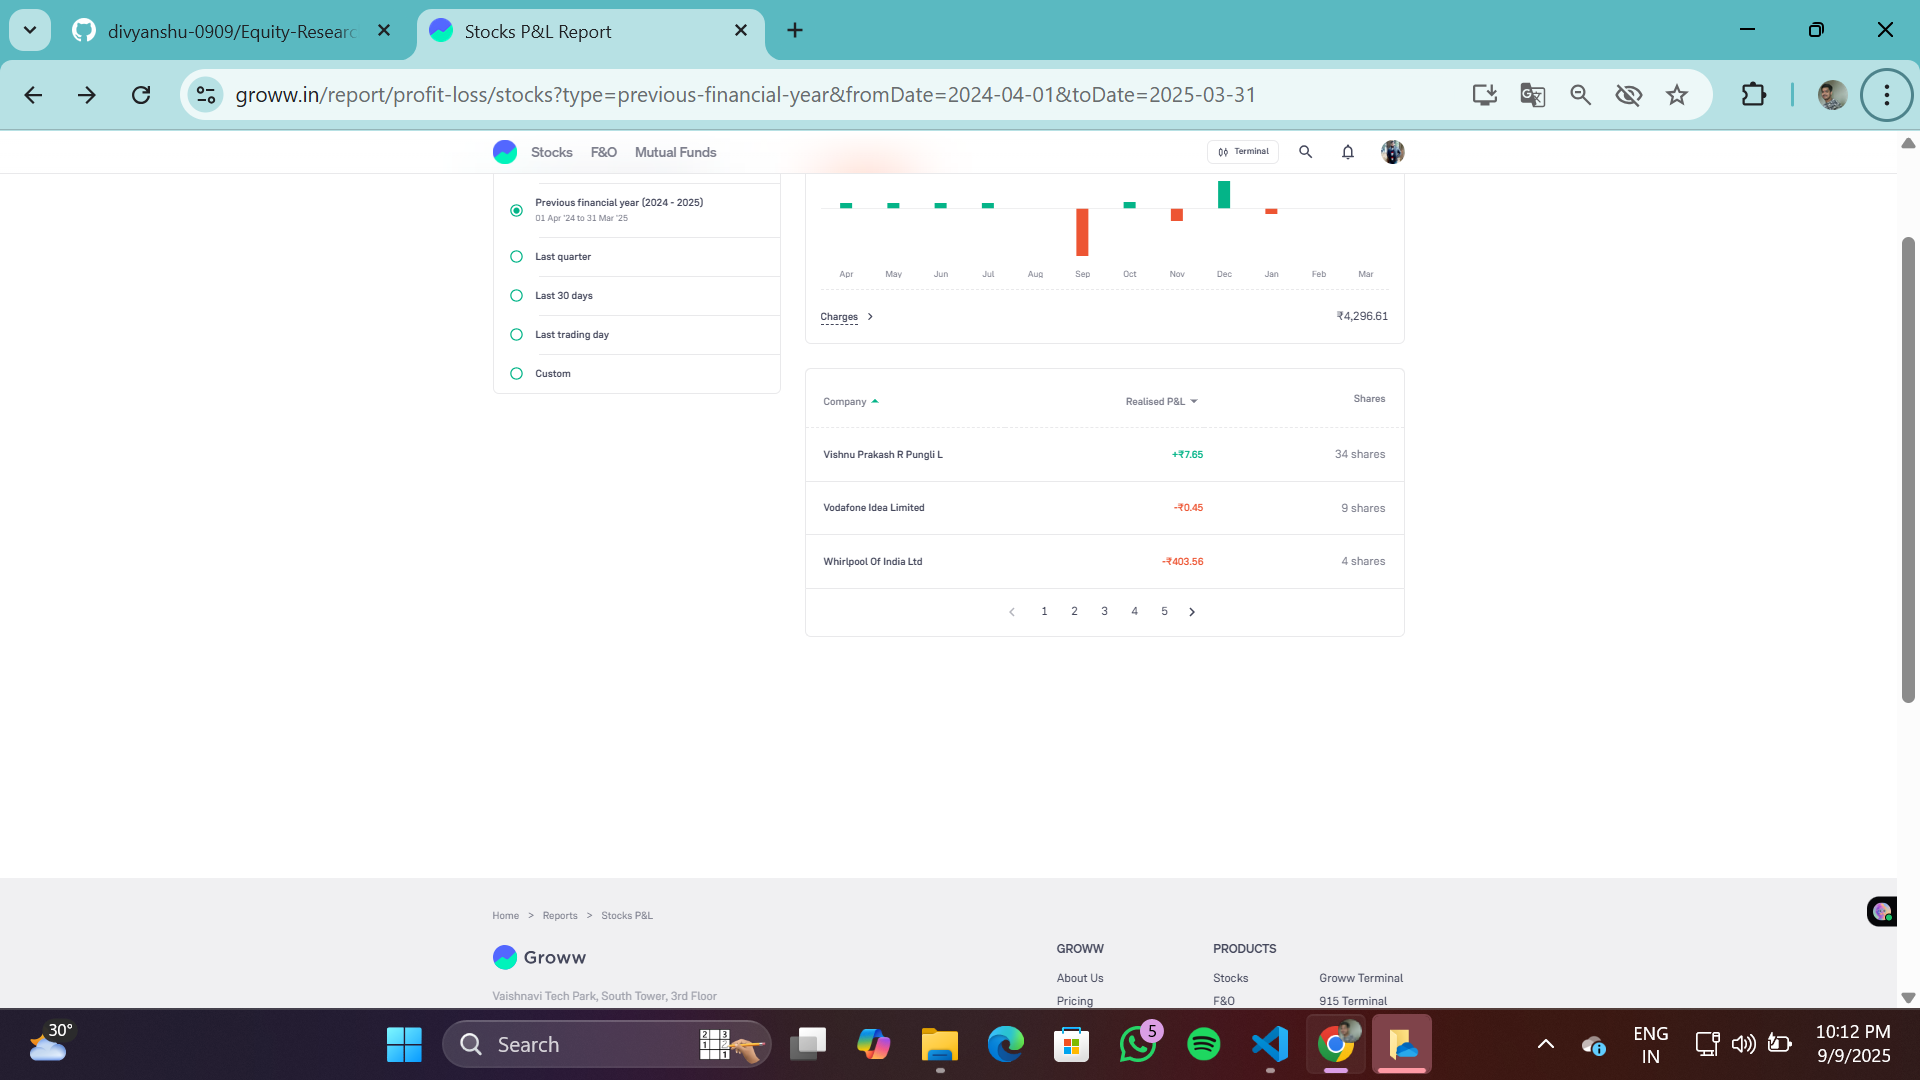 divyanshu-0909/Equity-Researc
Stocks P&L Report
groww.in/report/profit-loss/stocks?type=previous-financial-year&fromDate=2024-04-01&toDate=2025-03-31
Stocks F&O Mutual Funds
Terminal
Previous financial year (2024 - 2025)
01 Apr '24 to 31 Mar '25
Last quarter
Last 30 days
Last trading day
Custom
Apr May Jun Jul Aug Sep Oct Nov Dec Jan Feb Mar
Charges ₹4,296.61
Company Realised P&L Shares
Vishnu Prakash R Pungli L +₹7.65 34 shares
Vodafone Idea Limited -₹0.45 9 shares
Whirlpool Of India Ltd -₹403.56 4 shares
< 1 2 3 4 5 >
Home > Reports > Stocks P&L
Groww
Vaishnavi Tech Park, South Tower, 3rd Floor
GROWW
About Us
Pricing
PRODUCTS
Stocks Groww Terminal
F&O 915 Terminal
30°
Search
5
ENG
IN
10:12 PM
9/9/2025